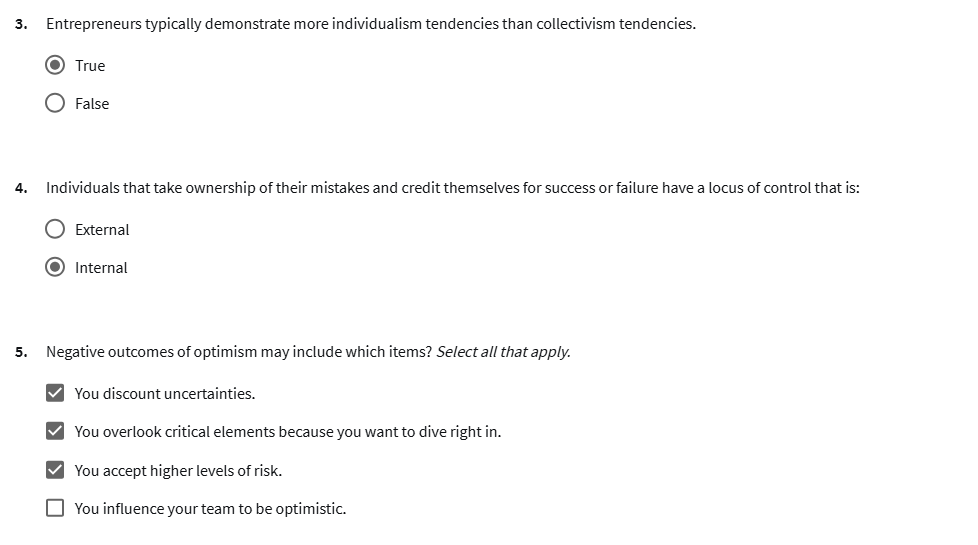 3. Entrepreneurs typically demonstrate more individualism tendencies than collectivism tendencies.
True
False
4. Individuals that take ownership of their mistakes and credit themselves for success or failure have a locus of control that is:
External
Internal
5. Negative outcomes of optimism may include which items? Select all that apply.
You discount uncertainties.
You overlook critical elements because you want to dive right in.
You accept higher levels of risk.
You influence your team to be optimistic.